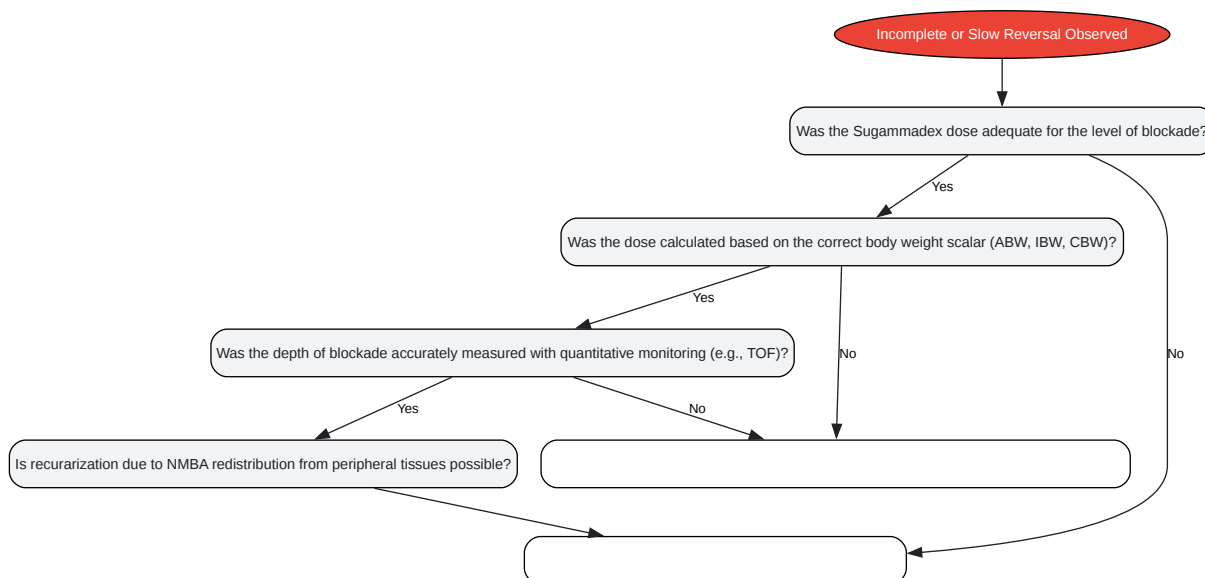 Incomplete or Slow Reversal Observed
Was the Sugammadex dose adequate for the level of blockade?
Yes
Was the dose calculated based on the correct body weight scalar (ABW, IBW, CBW)?
Yes
Was the depth of blockade accurately measured with quantitative monitoring (e.g., TOF)?
No
No
Yes
No
Is recurarization due to NMBA redistribution from peripheral tissues possible?